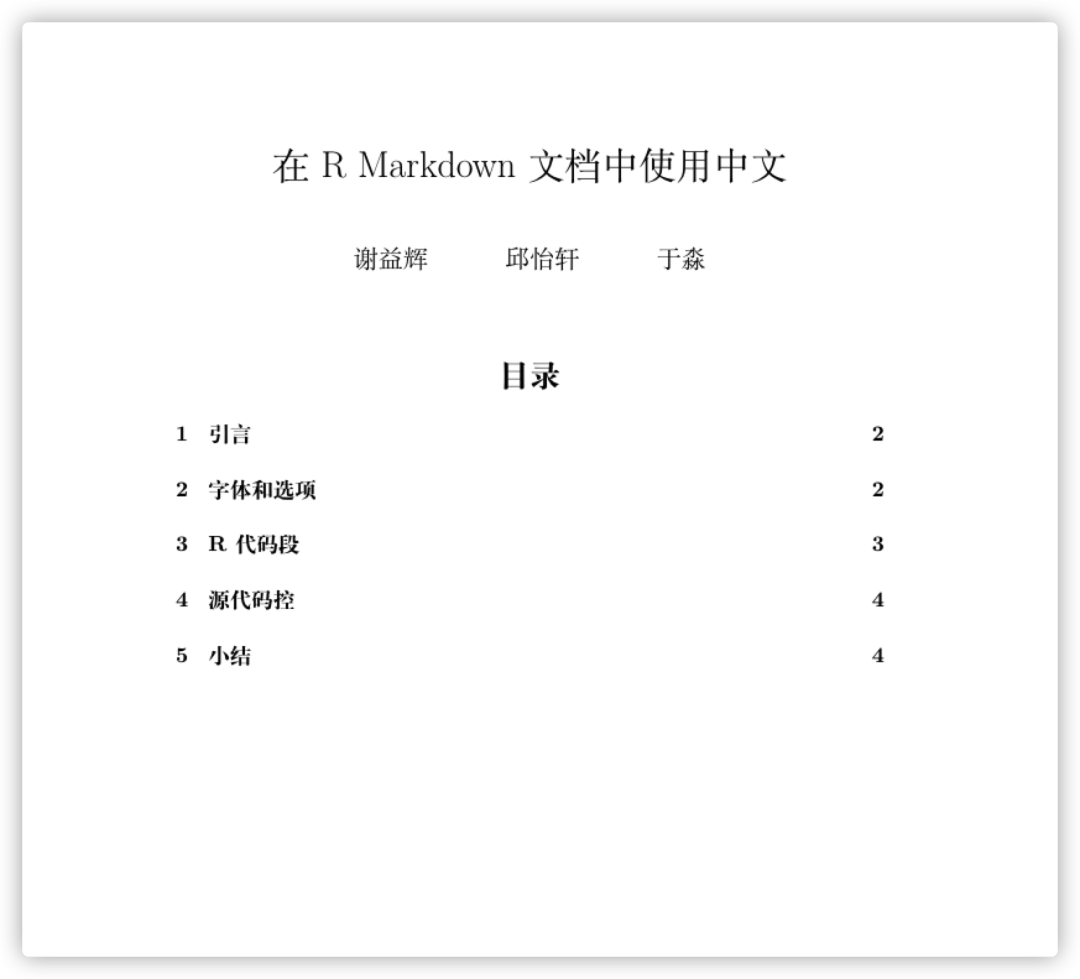 在 R Markdown 文档中使用中文
谢益辉 邱怡轩 于淼
目录
1 引言 2
2 字体和选项 2
3 R 代码段 3
4 源代码控 4
5 小结 4